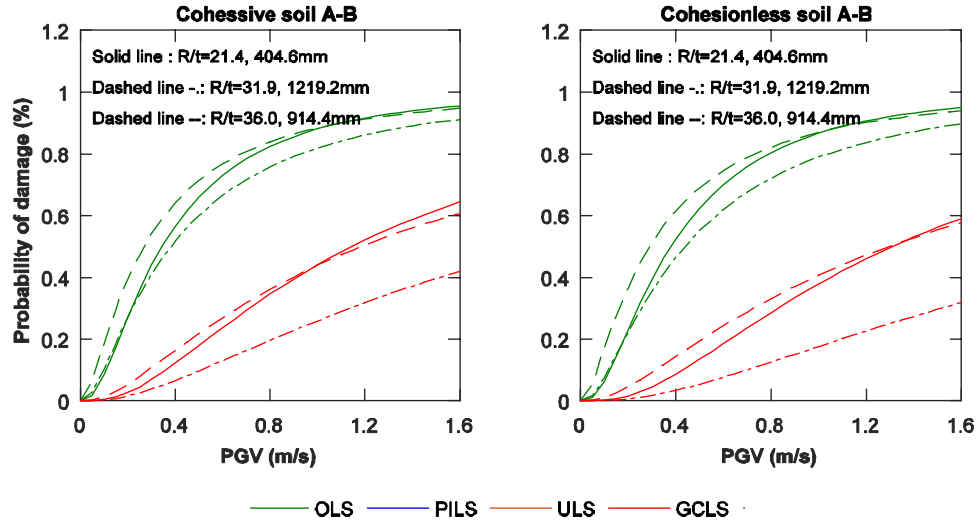 Cohessive soil A-B
Solid line : R/t=21.4, 404.6mm
Dashed line -.: R/t=31.9, 1219.2mm
Dashed line --: R/t=36.0, 914.4mm
Probability of damage (%)
1.2
1
0.8
0.6
0.4
0.2
0
0 0.4 0.8 1.2 1.6
PGV (m/s)
Cohesionless soil A-B
Solid line : R/t=21.4, 404.6mm
Dashed line -.: R/t=31.9, 1219.2mm
Dashed line --: R/t=36.0, 914.4mm
1.2
1
0.8
0.6
0.4
0.2
0
0 0.4 0.8 1.2 1.6
PGV (m/s)
OLS PILS ULS GCLS